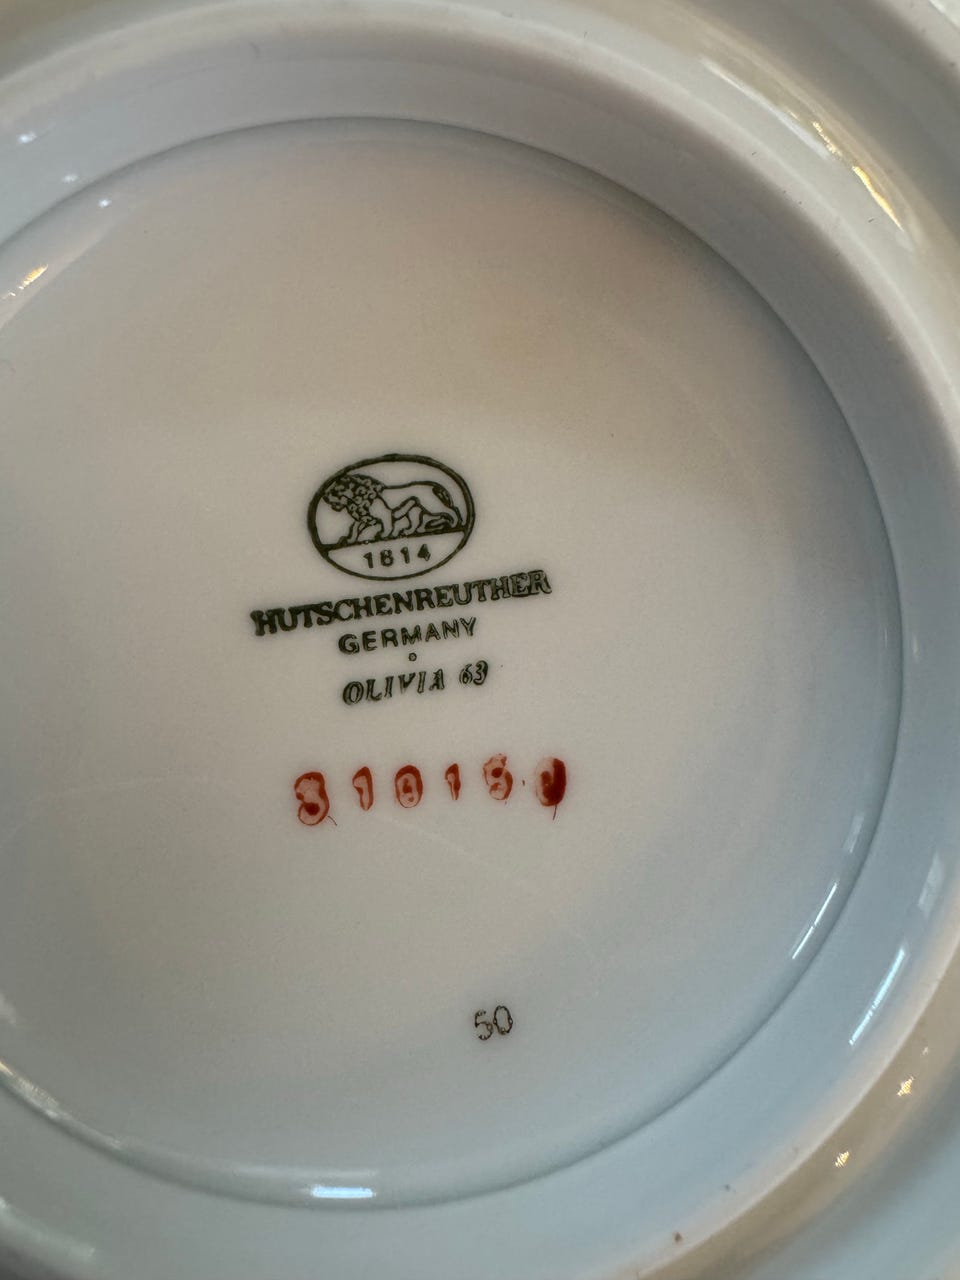 1814
HUTSCHENREUTHER
GERMANY
OLIVIA 63
50